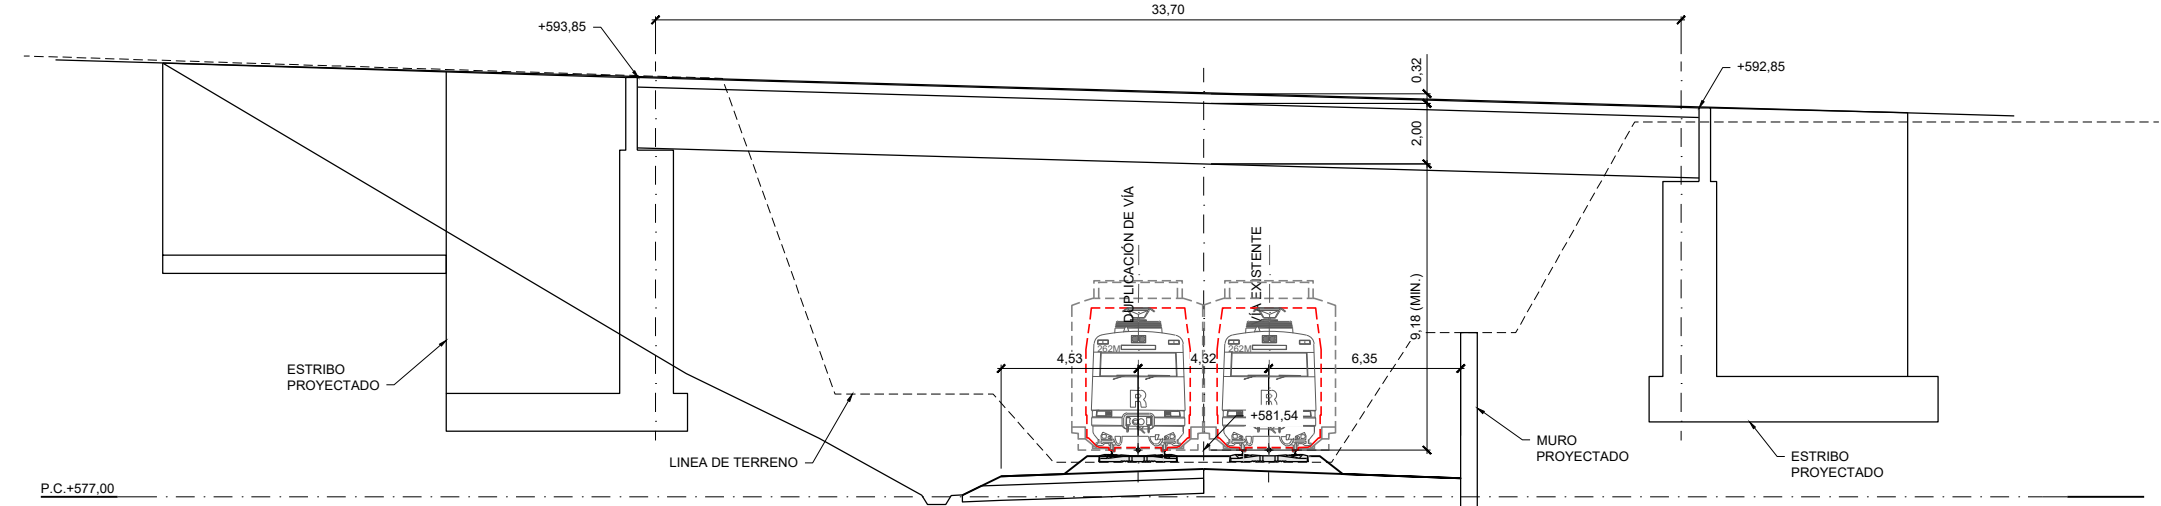 33,70
+593,85
0,32
+592,85
2,00
DUPLICACIÓN DE VÍA
VÍA EXISTENTE
9,18 (MIN.)
262M
262M
4,53
4,32
6,35
ESTRIBO
PROYECTADO
R
R
+581,54
LINEA DE TERRENO
MURO
PROYECTADO
ESTRIBO
PROYECTADO
P.C.+577,00